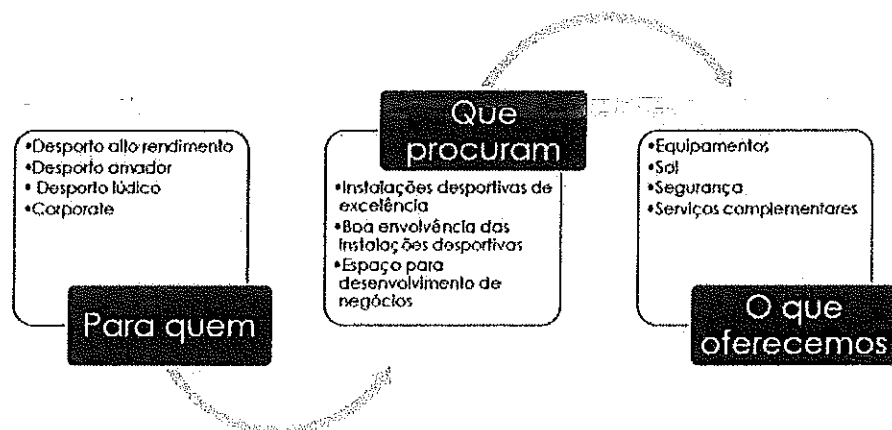 •Desporto alto rendimento
•Desporto amador
• Desporto lúdico
•Corporate
Para quem
Que
procuram
•Instalações desportivas de
excelência
•Boa envolvência das
instalações desportivas
•Espaço para
desenvolvimento de
negócios
•Equipamentos
•Sol
•Segurança
•Serviços complementares
O que
oferecemos